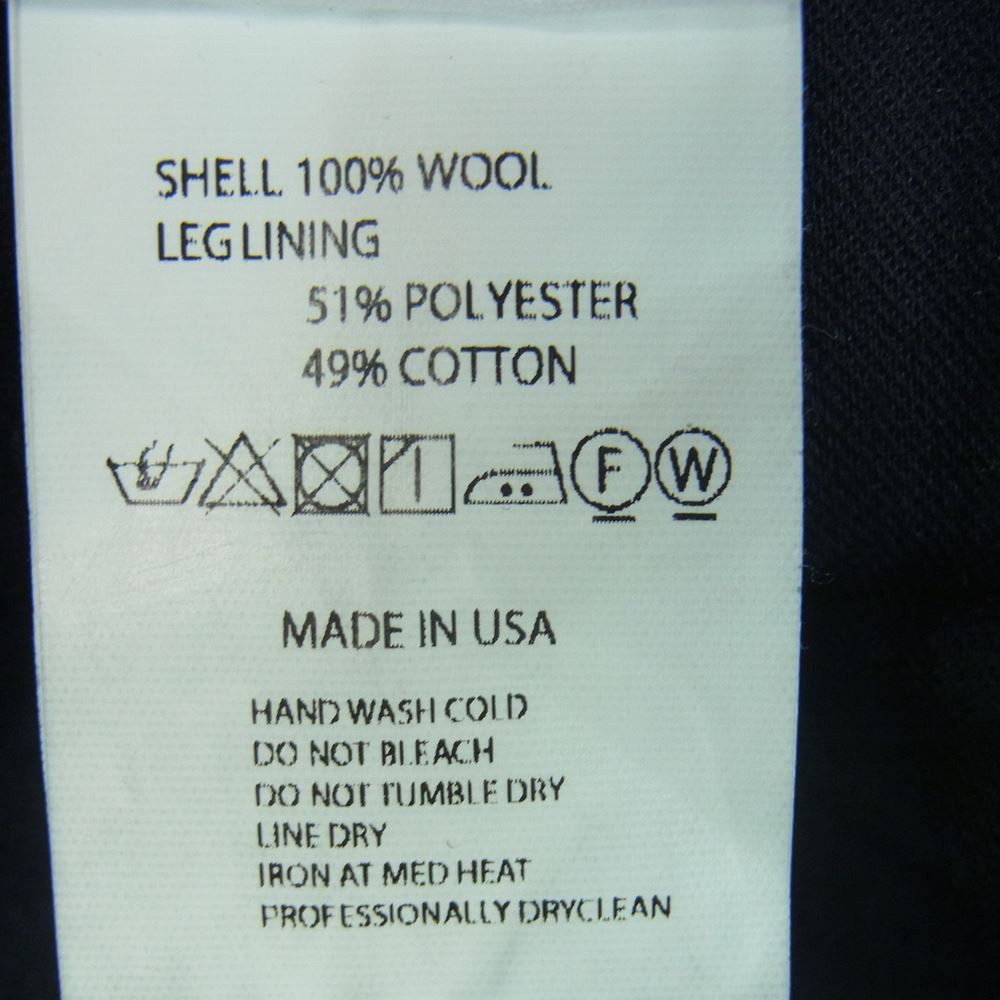 SHELL 100% WOOL
LEG LINING
51% POLYESTER
49% COTTON
F W
MADE IN USA
HAND WASH COLD
DO NOT BLEACH
DO NOT TUMBLE DRY
LINE DRY
IRON AT MED HEAT
PROFESSIONALLY DRYCLEAN